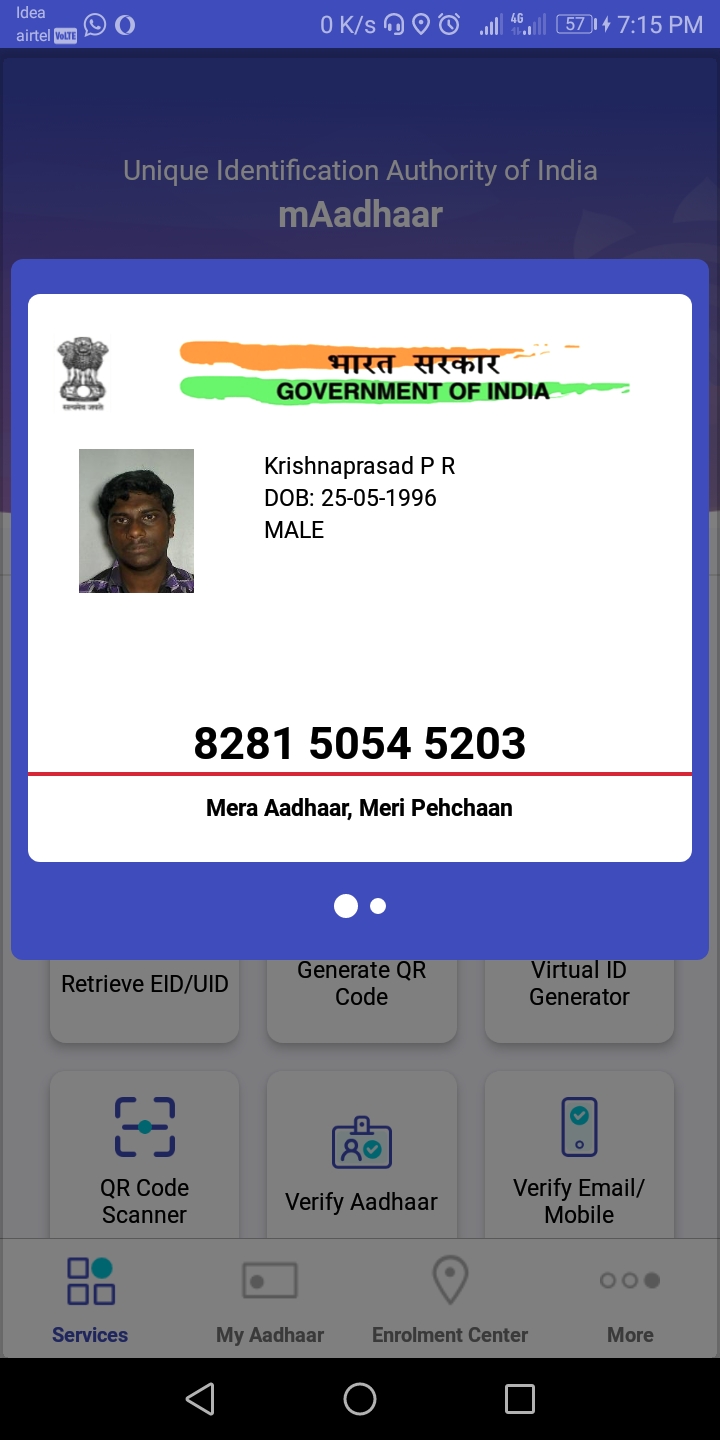 Idea
airtel VoLTE
0 K/s 4G 57 7:15 PM
Unique Identification Authority of India
mAadhaar
भारत सरकार
GOVERNMENT OF INDIA
सत्यमेव जयते
Krishnaprasad P R
DOB: 25-05-1996
MALE
8281 5054 5203
Mera Aadhaar, Meri Pehchaan
Retrieve EID/UID
Generate QR
Code
Virtual ID
Generator
QR Code
Scanner
Verify Aadhaar
Verify Email/
Mobile
Services
My Aadhaar
Enrolment Center
More